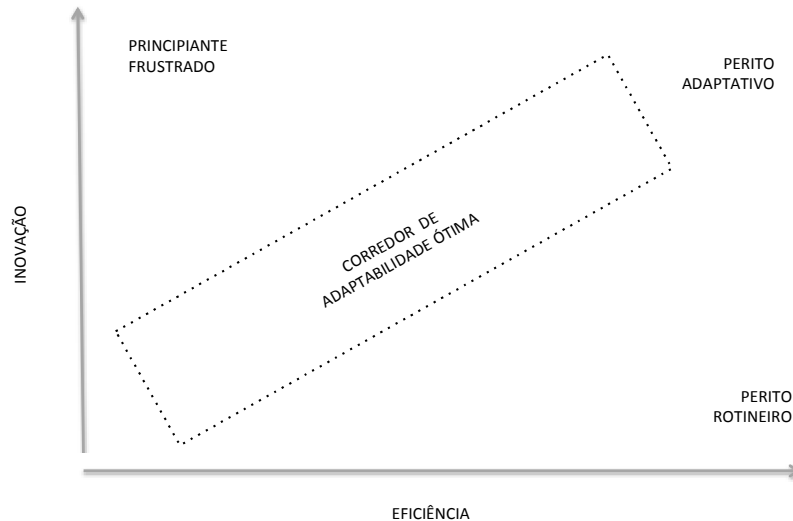 PRINCIPIANTE
FRUSTRADO
PERITO
ADAPTATIVO
INOVAÇÃO
CORREDOR DE
ADAPTABILIDADE ÓTIMA
PERITO
ROTINEIRO
EFICIÊNCIA